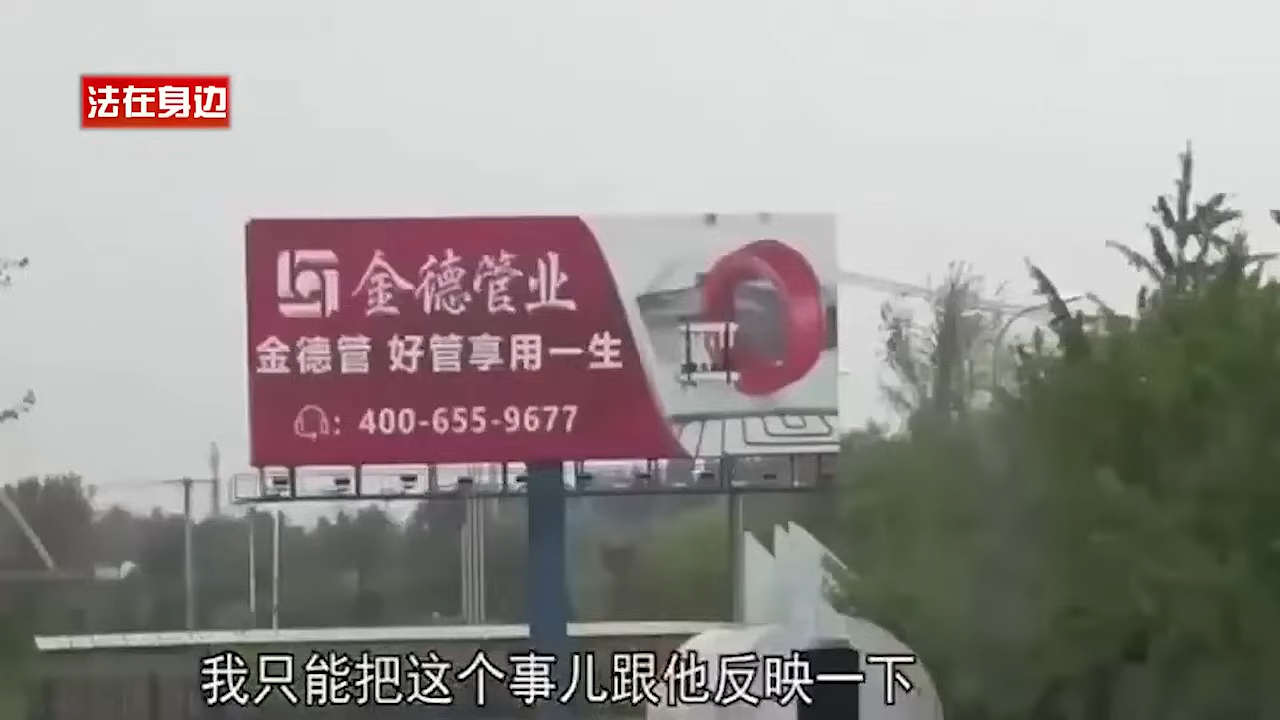 法在身边
金德管业
金德管 好管享用一生
: 400-655-9677
我只能把这个事儿跟他反映一下